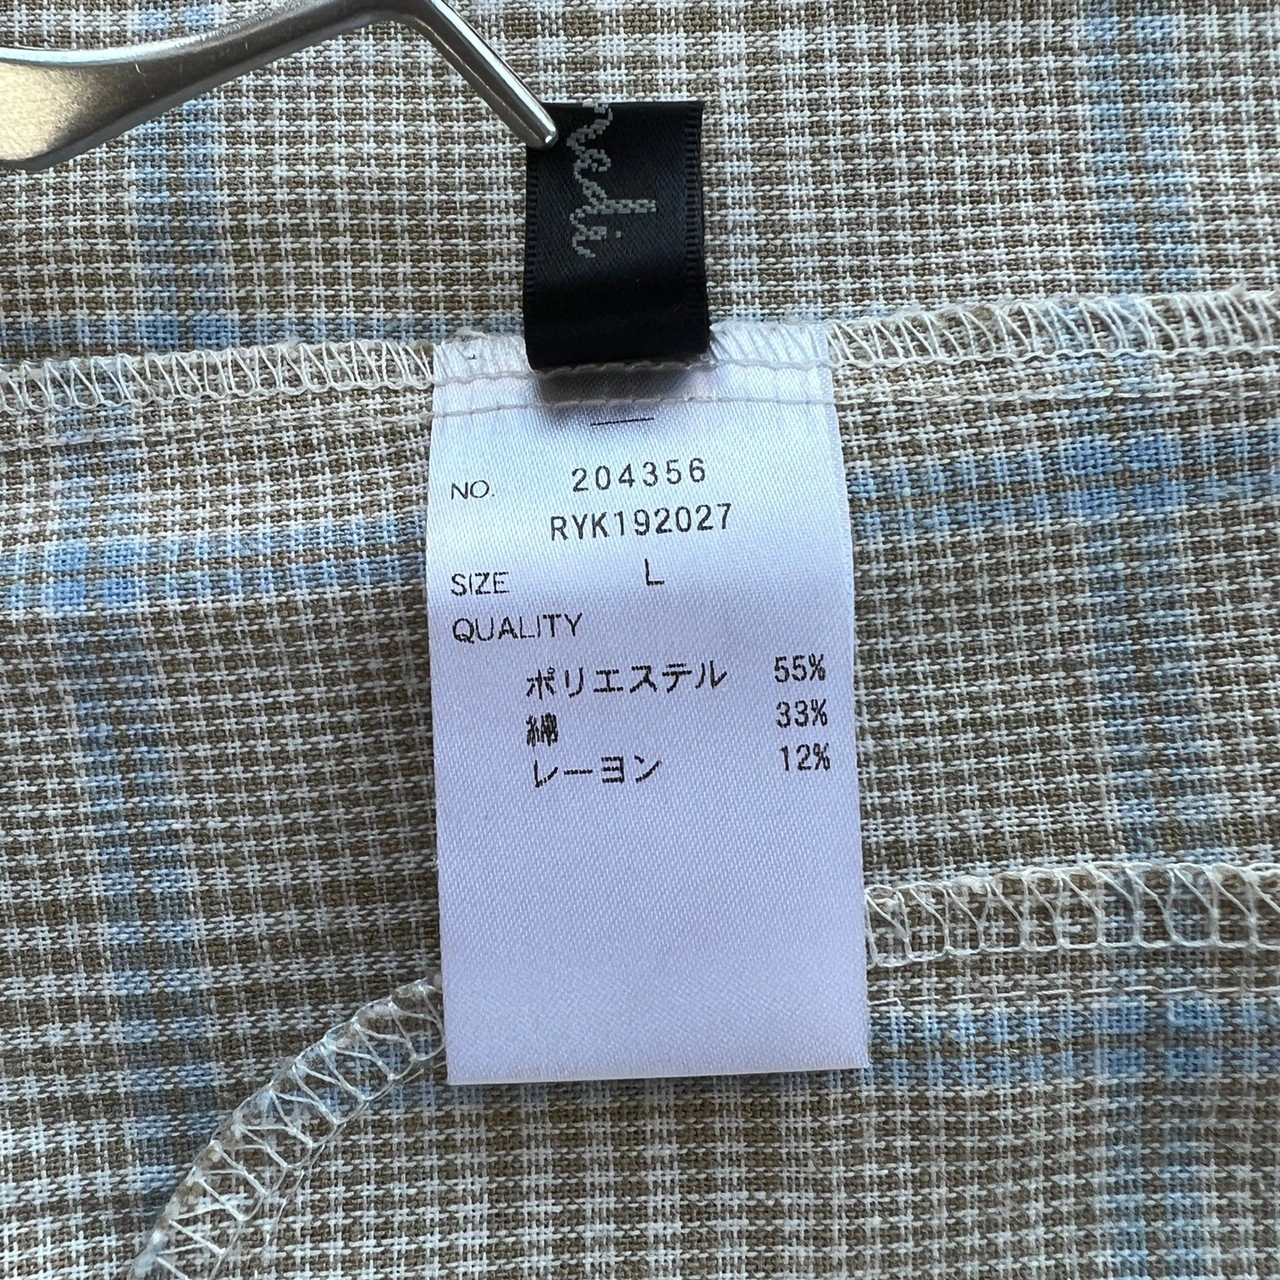 NO. 204356
RYK192027
SIZE L
QUALITY
ポリエステル 55%
綿 33%
レーヨン 12%